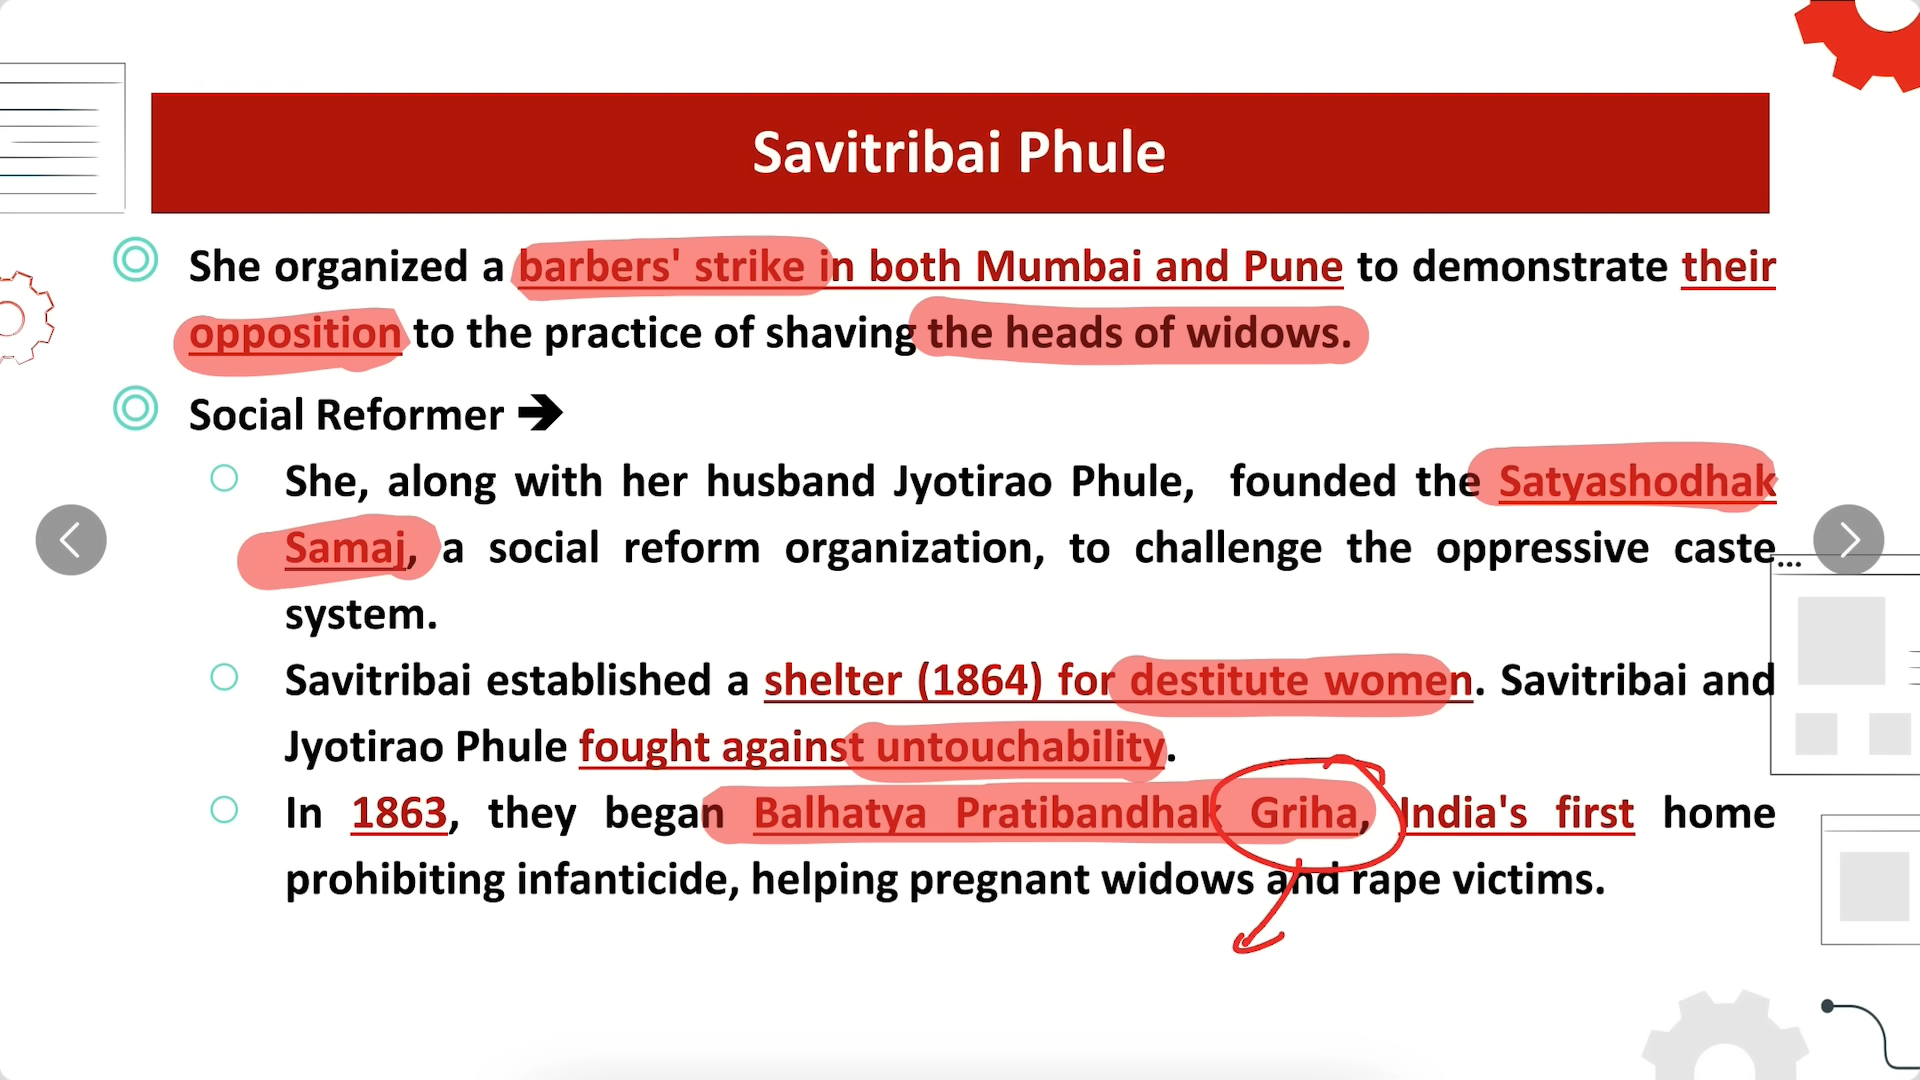 Savitribai Phule
She organized a barbers' strike in both Mumbai and Pune to demonstrate their
opposition to the practice of shaving the heads of widows.
Social Reformer ➔
She, along with her husband Jyotirao Phule, founded the Satyashodhak
Samaj, a social reform organization, to challenge the oppressive caste
system.
Savitribai established a shelter (1864) for destitute women. Savitribai and
Jyotirao Phule fought against untouchability.
In 1863, they began Balhatya Pratibandhak Griha, India's first home
prohibiting infanticide, helping pregnant widows and rape victims.